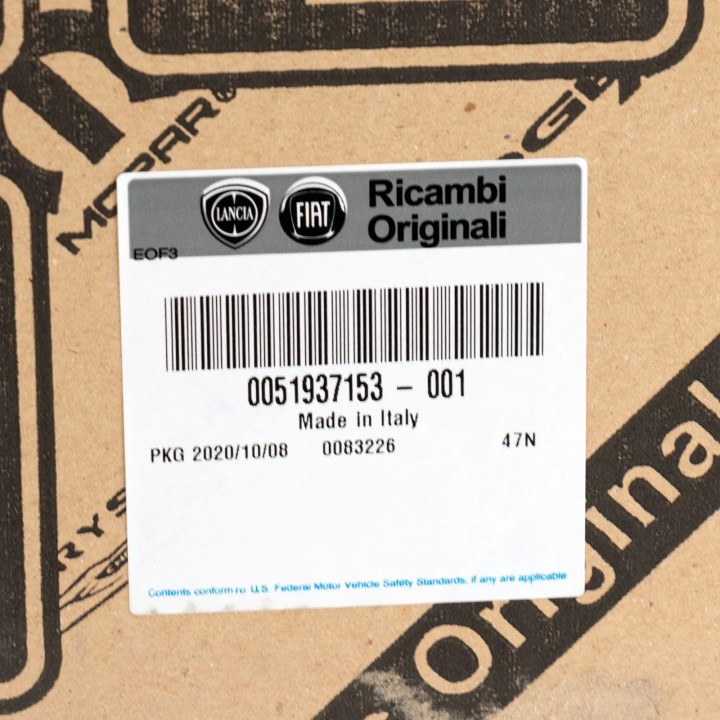 MOPAR®
LANCIA
FIAT
Ricambi
Originali
EOF3
0051937153 – 001
Made in Italy
PKG 2020/10/08 0083226 47N
Contents conform ro U.S. Federal Motor Vehicle Safety Standards, if any are applicable
Original